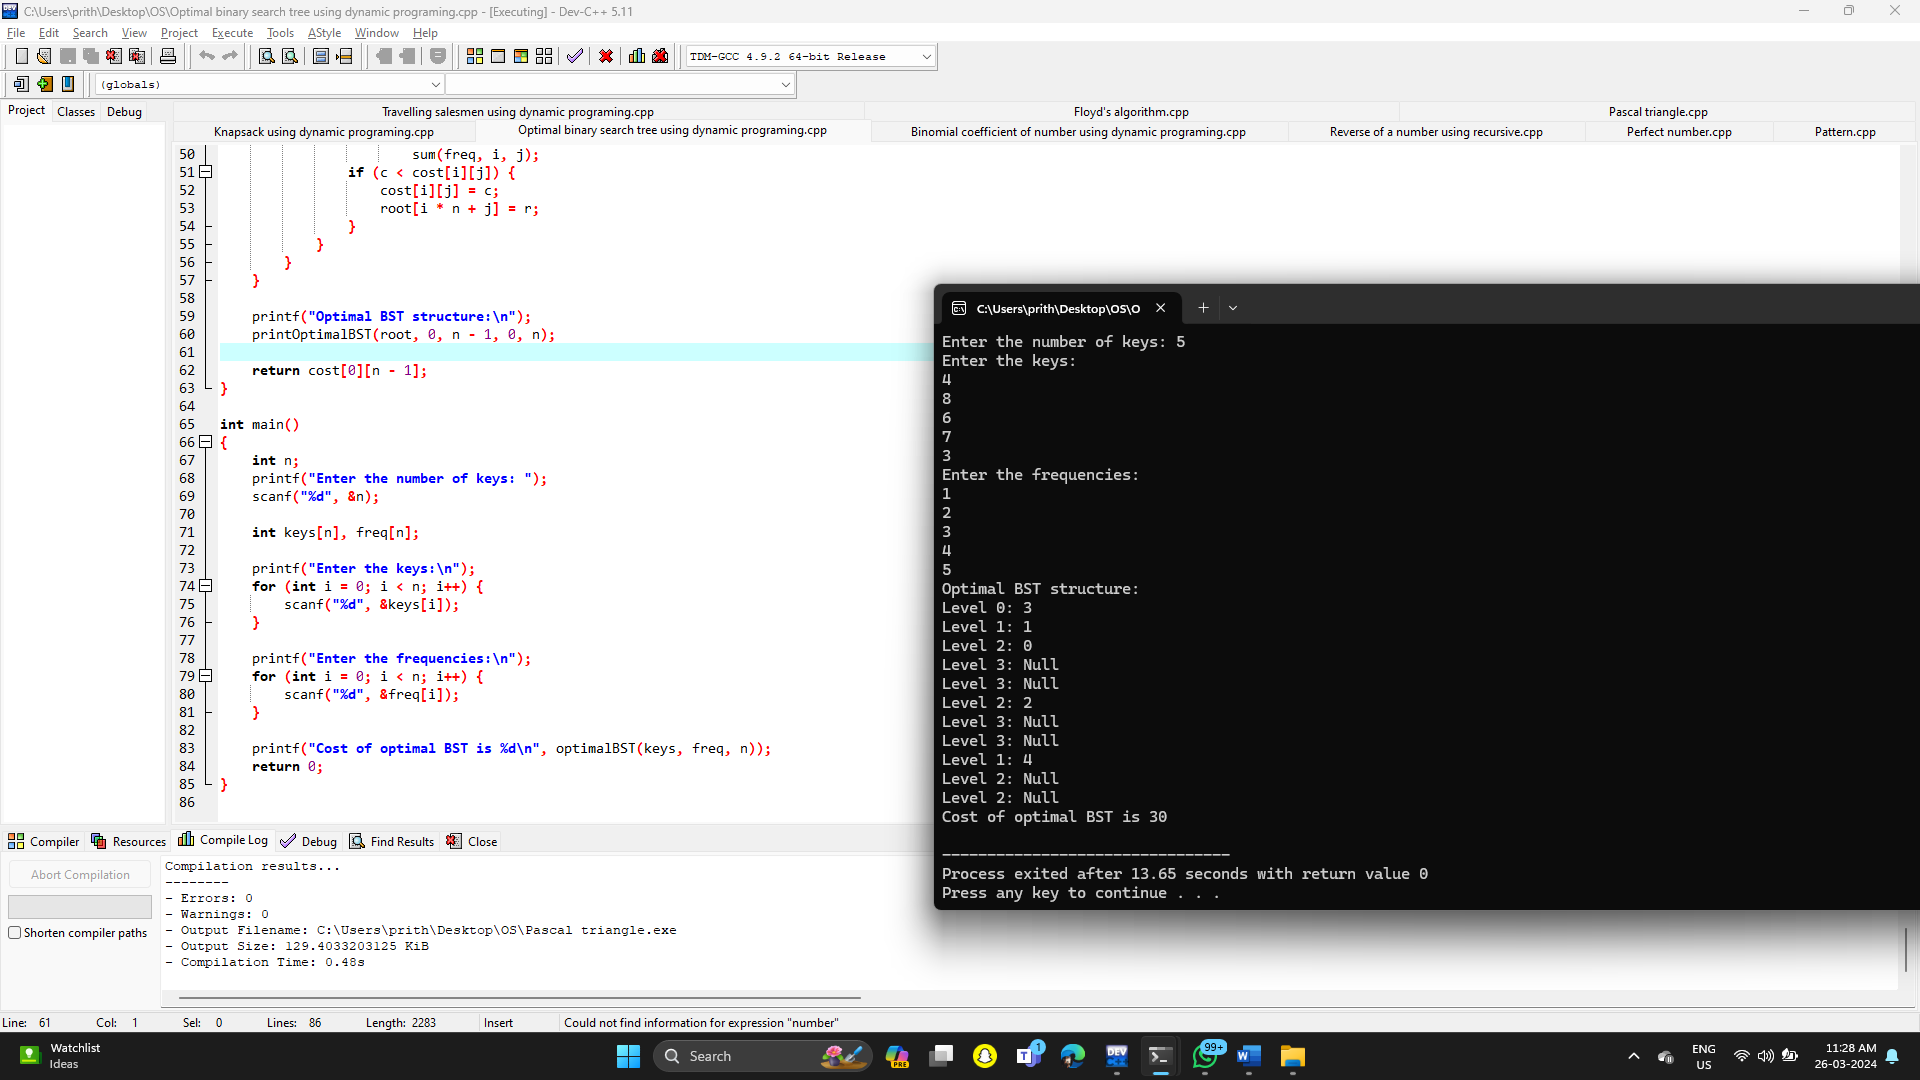 C:\Users\prith\Desktop\OS\Optimal binary search tree using dynamic programing.cpp - [Executing] - Dev-C++ 5.11
File Edit Search View Project Execute Tools AStyle Window Help
TDM-GCC 4.9.2 64-bit Release
(globals)
Project Classes Debug
Travelling salesmen using dynamic programing.cpp Floyd's algorithm.cpp Pascal triangle.cpp
Knapsack using dynamic programing.cpp Optimal binary search tree using dynamic programing.cpp Binomial coefficient of number using dynamic programing.cpp Reverse of a number using recursive.cpp Perfect number.cpp Pattern.cpp
50 sum(freq, i, j);
51 if (c < cost[i][j]) {
52 cost[i][j] = c;
53 root[i * n + j] = r;
54 }
55 }
56 }
57 }
58
59 printf("Optimal BST structure:\n");
60 printOptimalBST(root, 0, n - 1, 0, n);
61
62 return cost[0][n - 1];
63 }
64
65 int main()
66 {
67 int n;
68 printf("Enter the number of keys: ");
69 scanf("%d", &n);
70
71 int keys[n], freq[n];
72
73 printf("Enter the keys:\n");
74 for (int i = 0; i < n; i++) {
75 scanf("%d", &keys[i]);
76 }
77
78 printf("Enter the frequencies:\n");
79 for (int i = 0; i < n; i++) {
80 scanf("%d", &freq[i]);
81 }
82
83 printf("Cost of optimal BST is %d\n", optimalBST(keys, freq, n));
84 return 0;
85 }
86
C:\Users\prith\Desktop\OS\O
Enter the number of keys: 5
Enter the keys:
4
8
6
7
3
Enter the frequencies:
1
2
3
4
5
Optimal BST structure:
Level 0: 3
Level 1: 1
Level 2: 0
Level 3: Null
Level 3: Null
Level 2: 2
Level 3: Null
Level 3: Null
Level 1: 4
Level 2: Null
Level 2: Null
Cost of optimal BST is 30
--------------------------------
Process exited after 13.65 seconds with return value 0
Press any key to continue . . .
Compiler Resources Compile Log Debug Find Results Close
Abort Compilation
Shorten compiler paths
Compilation results...
--------
- Errors: 0
- Warnings: 0
- Output Filename: C:\Users\prith\Desktop\OS\Pascal triangle.exe
- Output Size: 129.4033203125 KiB
- Compilation Time: 0.48s
Line: 61 Col: 1 Sel: 0 Lines: 86 Length: 2283 Insert Could not find information for expression "number"
Watchlist
Ideas
Search
PRE
1
DEV
99+
ENG
US
11:28 AM
26-03-2024